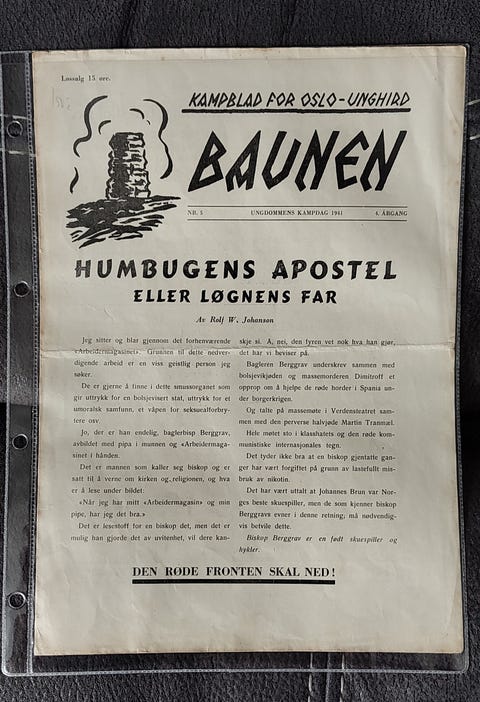 Løssalg 15 øre.
KAMPBLAD FOR OSLO-UNGHIRD
BAUNEN
NR. 5 UNGDOMMENS KAMPDAG 1941 4. ÅRGANG
HUMBUGENS APOSTEL
ELLER LØGNENS FAR
Av Rolf W. Johanson
Jeg sitter og blar gjennom det forhenværende
«Arbeidermagasinet». Grunnen til dette nedver-
digende arbeid er en viss geistlig person jeg
søker.
De er gjerne å finne i dette smussorganet som
gir uttrykk for en bolsjevisert stat, uttrykk for et
umoralsk samfunn, et våpen for seksualforbry-
tere osv.
Jo, der er han endelig, baglerbisp Berggrav,
avbildet med pipa i munnen og «Arbeidermaga-
sinet» i hånden.
Det er mannen som kaller seg biskop og er
satt til å verne om kirken og religionen, og hva
er å lese under bildet:
«Når jeg har mitt «Arbeidermagasin» og min
pipe, har jeg det bra.»
Det er lesestoff for en biskop det, men det er
mulig han gjorde det av uvitenhet, vil dere kan-
skje si. Å, nei, den fyren vet nok hva han gjør,
det har vi beviser på.
Bagleren Berggrav underskrev sammen med
bolsjevikjøden og massemorderen Dimitroff et
opprop om å hjelpe de røde horder i Spania un-
der borgerkrigen.
Og talte på massemøte i Verdensteatret sam-
men med den perverse halvjøde Martin Tranmæl.
Hele møtet sto i klasshatets og den røde kom-
munistiske internasjonales tegn.
Det tyder ikke bra at en biskop gjentatte gan-
ger har vært forgiftet på grunn av lastefullt mis-
bruk av nikotin.
Det har vært uttalt at Johannes Brun var Nor-
ges beste skuespiller, men de som kjenner biskop
Berggravs evner i denne retning, må nødvendig-
vis betvile dette.
Biskop Berggrav er en født skuespiller og
hykler.
DEN RØDE FRONTEN SKAL NED!